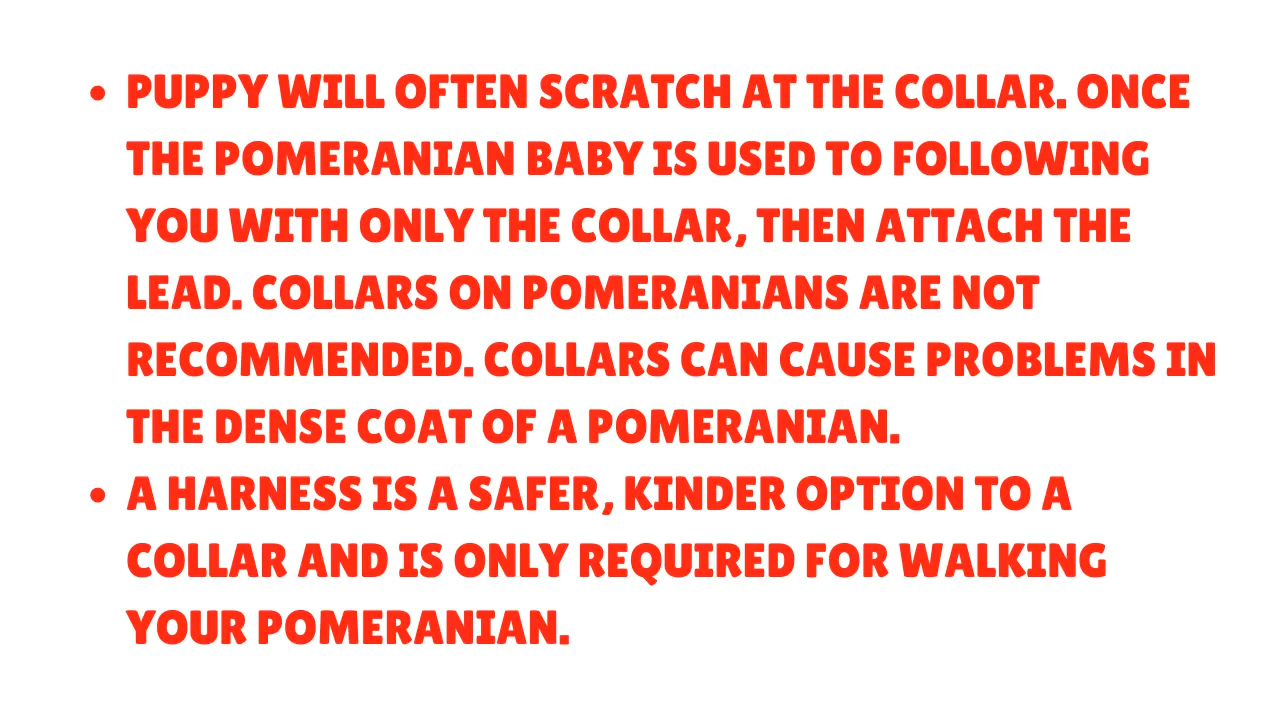 • PUPPY WILL OFTEN SCRATCH AT THE COLLAR. ONCE
THE POMERANIAN BABY IS USED TO FOLLOWING
YOU WITH ONLY THE COLLAR, THEN ATTACH THE
LEAD. COLLARS ON POMERANIANS ARE NOT
RECOMMENDED. COLLARS CAN CAUSE PROBLEMS IN
THE DENSE COAT OF A POMERANIAN.
• A HARNESS IS A SAFER, KINDER OPTION TO A
COLLAR AND IS ONLY REQUIRED FOR WALKING
YOUR POMERANIAN.